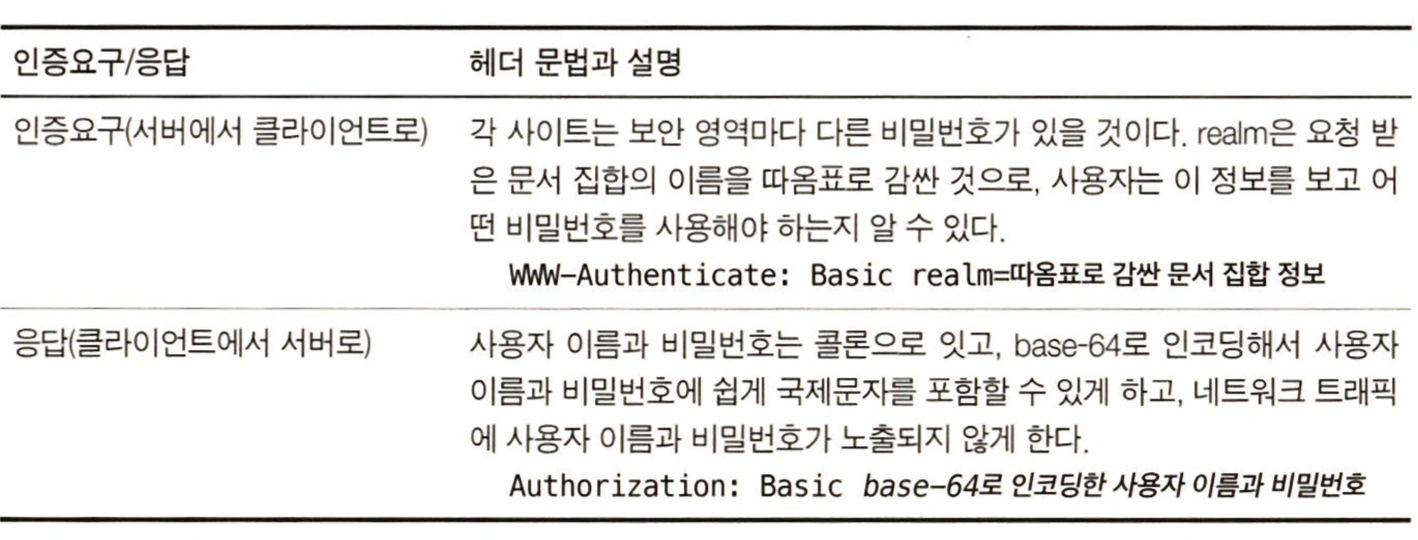 인증요구/응답 헤더 문법과 설명
인증요구(서버에서 클라이언트로) 각 사이트는 보안 영역마다 다른 비밀번호가 있을 것이다. realm은 요청 받
은 문서 집합의 이름을 따옴표로 감싼 것으로, 사용자는 이 정보를 보고 어
떤 비밀번호를 사용해야 하는지 알 수 있다.
WWW-Authenticate: Basic realm=따옴표로 감싼 문서 집합 정보
응답(클라이언트에서 서버로) 사용자 이름과 비밀번호는 콜론으로 잇고, base-64로 인코딩해서 사용자
이름과 비밀번호에 쉽게 국제문자를 포함할 수 있게 하고, 네트워크 트래픽
에 사용자 이름과 비밀번호가 노출되지 않게 한다.
Authorization: Basic base-64로 인코딩한 사용자 이름과 비밀번호